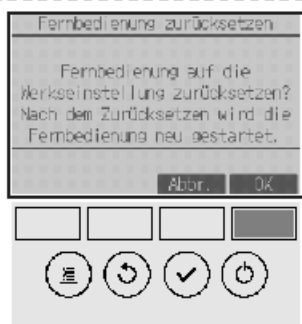 Fernbedienung zurücksetzen
Fernbedienung auf die
Werkseinstellung zurücksetzen?
Nach dem Zurücksetzen wird die
Fernbedienung neu gestartet.
Abbr. OK